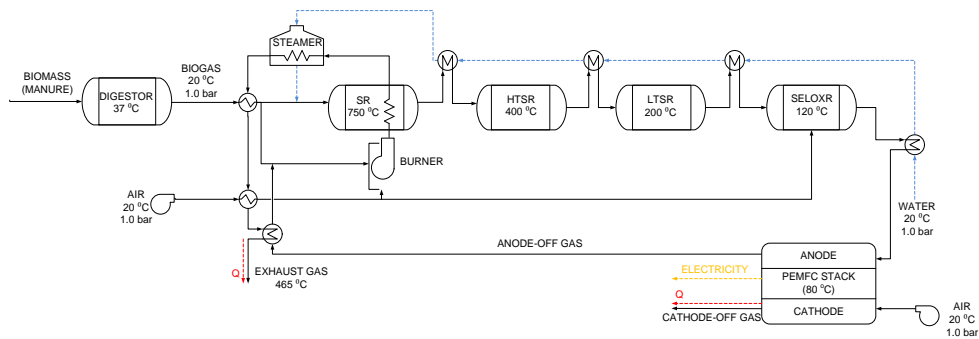 STEAMER
BIOMASS
(MANURE)
DIGESTOR
37 °C
BIOGAS
20 °C
1.0 bar
SR
750 °C
M
M
M
HTSR
400 °C
LTSR
200 °C
SELOXR
120 °C
BURNER
AIR
20 °C
1.0 bar
WATER
20 °C
1.0 bar
Q
EXHAUST GAS
465 °C
ANODE-OFF GAS
ELECTRICITY
Q
CATHODE-OFF GAS
ANODE
PEMFC STACK
(80 °C)
CATHODE
AIR
20 °C
1.0 bar